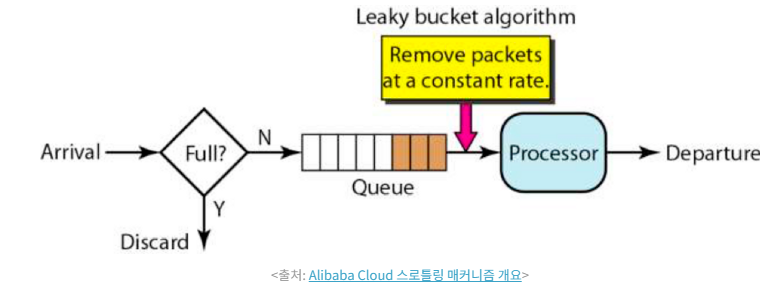 Leaky bucket algorithm
Remove packets
at a constant rate.
Arrival
Full?
N
Processor
Departure
Queue
Y
Discard
<출처: Alibaba Cloud 스로틀링 매커니즘 개요>